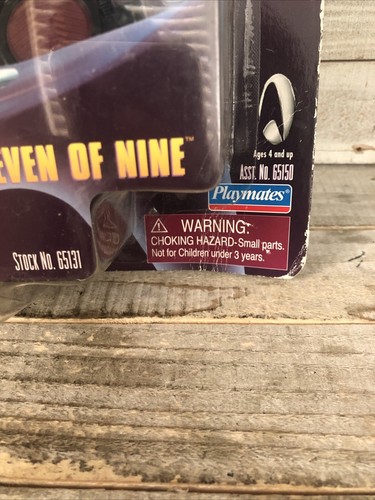 EVEN OF NINE™
Ages 4 and up
ASST. NO. 65150
Playmates®
WARNING:
CHOKING HAZARD-Small parts.
Not for Children under 3 years.
STOCK NO. 65131